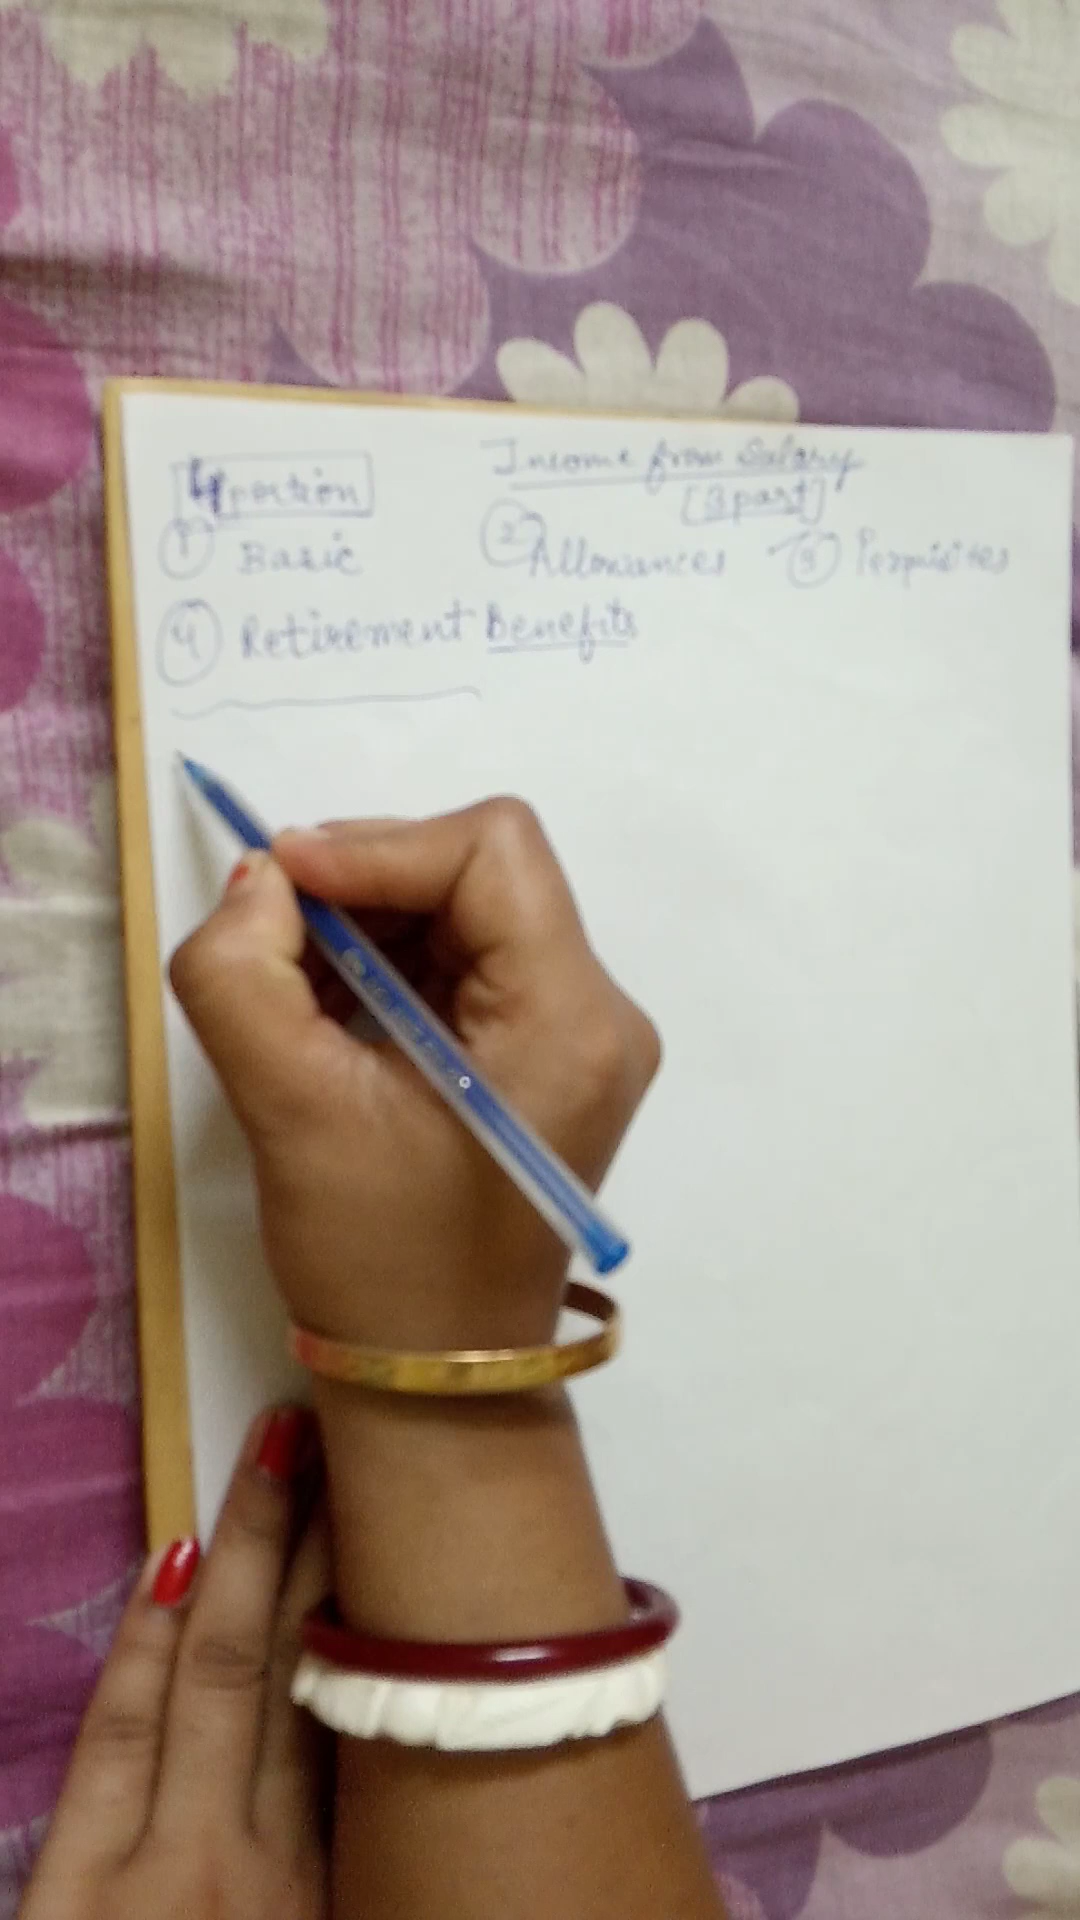 Income from Salary
4 portion [3 part]
① Basic ② Allowances ③ Perquisites
④ Retirement Benefits